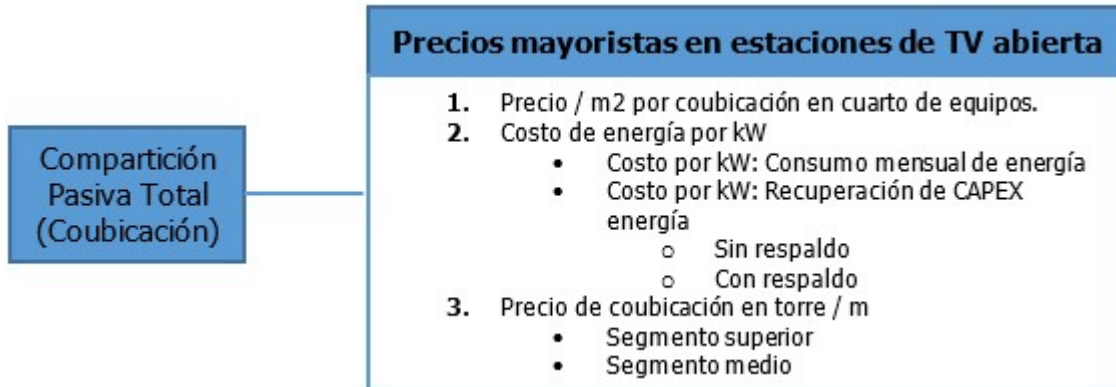 Compartición
Pasiva Total
(Coubicación)
Precios mayoristas en estaciones de TV abierta
1. Precio / m2 por coubicación en cuarto de equipos.
2. Costo de energía por kW
• Costo por kW: Consumo mensual de energía
• Costo por kW: Recuperación de CAPEX
energía
o Sin respaldo
o Con respaldo
3. Precio de coubicación en torre / m
• Segmento superior
• Segmento medio